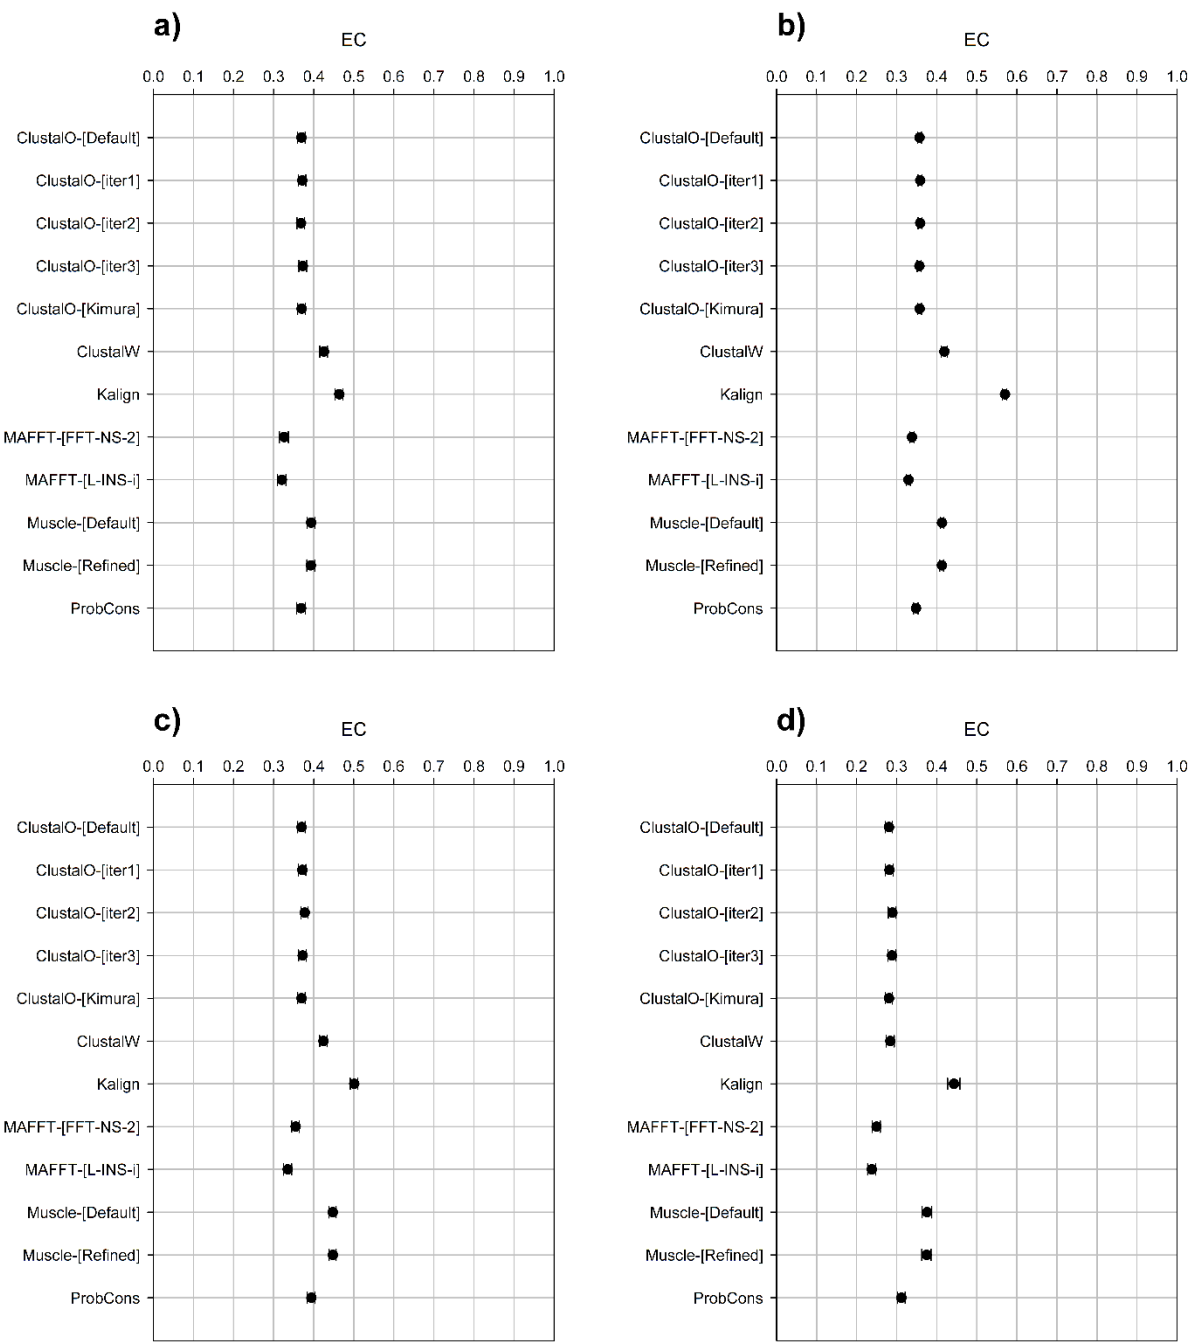 a)
EC
0.0 0.1 0.2 0.3 0.4 0.5 0.6 0.7 0.8 0.9 1.0
ClustalO-[Default]
ClustalO-[iter1]
ClustalO-[iter2]
ClustalO-[iter3]
ClustalO-[Kimura]
ClustalW
Kalign
MAFFT-[FFT-NS-2]
MAFFT-[L-INS-i]
Muscle-[Default]
Muscle-[Refined]
ProbCons
b)
EC
0.0 0.1 0.2 0.3 0.4 0.5 0.6 0.7 0.8 0.9 1.0
ClustalO-[Default]
ClustalO-[iter1]
ClustalO-[iter2]
ClustalO-[iter3]
ClustalO-[Kimura]
ClustalW
Kalign
MAFFT-[FFT-NS-2]
MAFFT-[L-INS-i]
Muscle-[Default]
Muscle-[Refined]
ProbCons
c)
EC
0.0 0.1 0.2 0.3 0.4 0.5 0.6 0.7 0.8 0.9 1.0
ClustalO-[Default]
ClustalO-[iter1]
ClustalO-[iter2]
ClustalO-[iter3]
ClustalO-[Kimura]
ClustalW
Kalign
MAFFT-[FFT-NS-2]
MAFFT-[L-INS-i]
Muscle-[Default]
Muscle-[Refined]
ProbCons
d)
EC
0.0 0.1 0.2 0.3 0.4 0.5 0.6 0.7 0.8 0.9 1.0
ClustalO-[Default]
ClustalO-[iter1]
ClustalO-[iter2]
ClustalO-[iter3]
ClustalO-[Kimura]
ClustalW
Kalign
MAFFT-[FFT-NS-2]
MAFFT-[L-INS-i]
Muscle-[Default]
Muscle-[Refined]
ProbCons